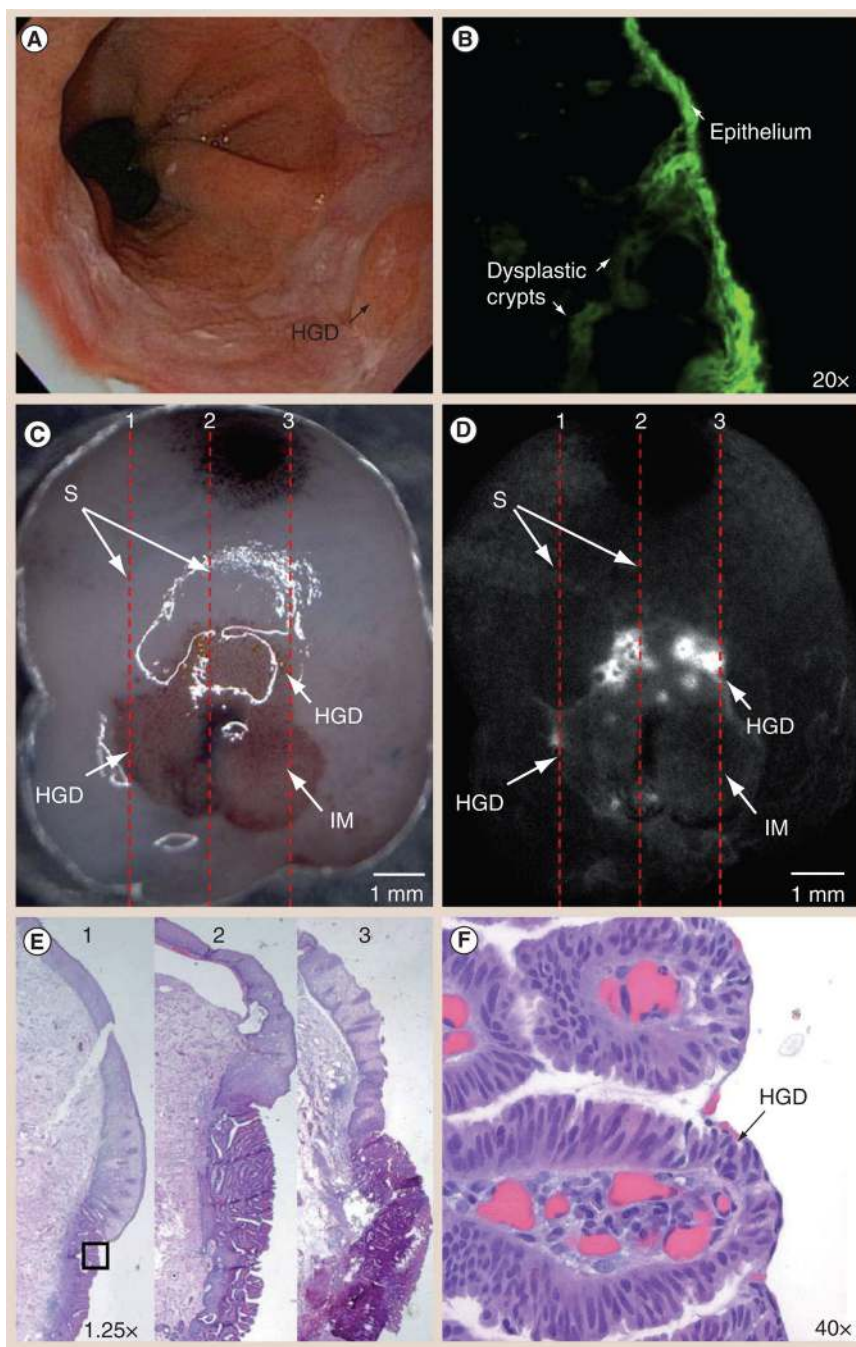 A
HGD
B
Epithelium
Dysplastic
crypts
20×
C
1 2 3
S
HGD
HGD
IM
1 mm
D
1 2 3
S
HGD
HGD
IM
1 mm
E
1 2 3
1.25×
F
HGD
40×